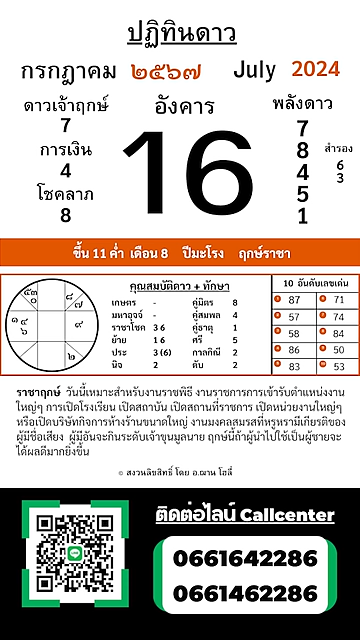 ปฏิทินดาว
กรกฎาคม ๒๕๖๗ July 2024
ดาวเจ้าฤกษ์
7
การเงิน
4
โชคลาภ
8
อังคาร
16
พลังดาว
7
8
4
5
1
สำรอง
6
3
ขึ้น 11 ค่ำ เดือน 8 ปีมะโรง ฤกษ์ราชา
คุณสมบัติดาว + ทักษา
เกษตร - คู่มิตร 8
มหาอุจจ์ - คู่สมพล 4
ราชาโชค 3 6 คู่ธาตุ 1
ย้าย 1 6 ศรี 5
ประ 3 (6) กาลกิณี 2
นิจ 2 ดับ 2
10 อันดับเลขเด่น
87 71
57 74
58 84
86 50
83 53
ราชาฤกษ์ วันนี้เหมาะสำหรับงานราชพิธี งานราชการการเข้ารับตำแหน่งงาน
ใหญ่ๆ การเปิดโรงเรียน เปิดสถาบัน เปิดสถานที่ราชการ เปิดหน่วยงานใหญ่ๆ
หรือเปิดบริษัทกิจการห้างร้านขนาดใหญ่ งานมงคลสมรสที่หรูหรามีเกียรติของ
ผู้มีชื่อเสียง ผู้มีอันจะกินระดับเจ้าขุนมูลนาย ฤกษ์นี้ถ้าผู้นำไปใช้เป็นผู้ชายจะ
ได้ผลดีมากยิ่งขึ้น
© สงวนลิขสิทธิ์ โดย อ.ฌาน โฮลี่
ติดต่อไลน์ Callcenter
0661642286
0661462286